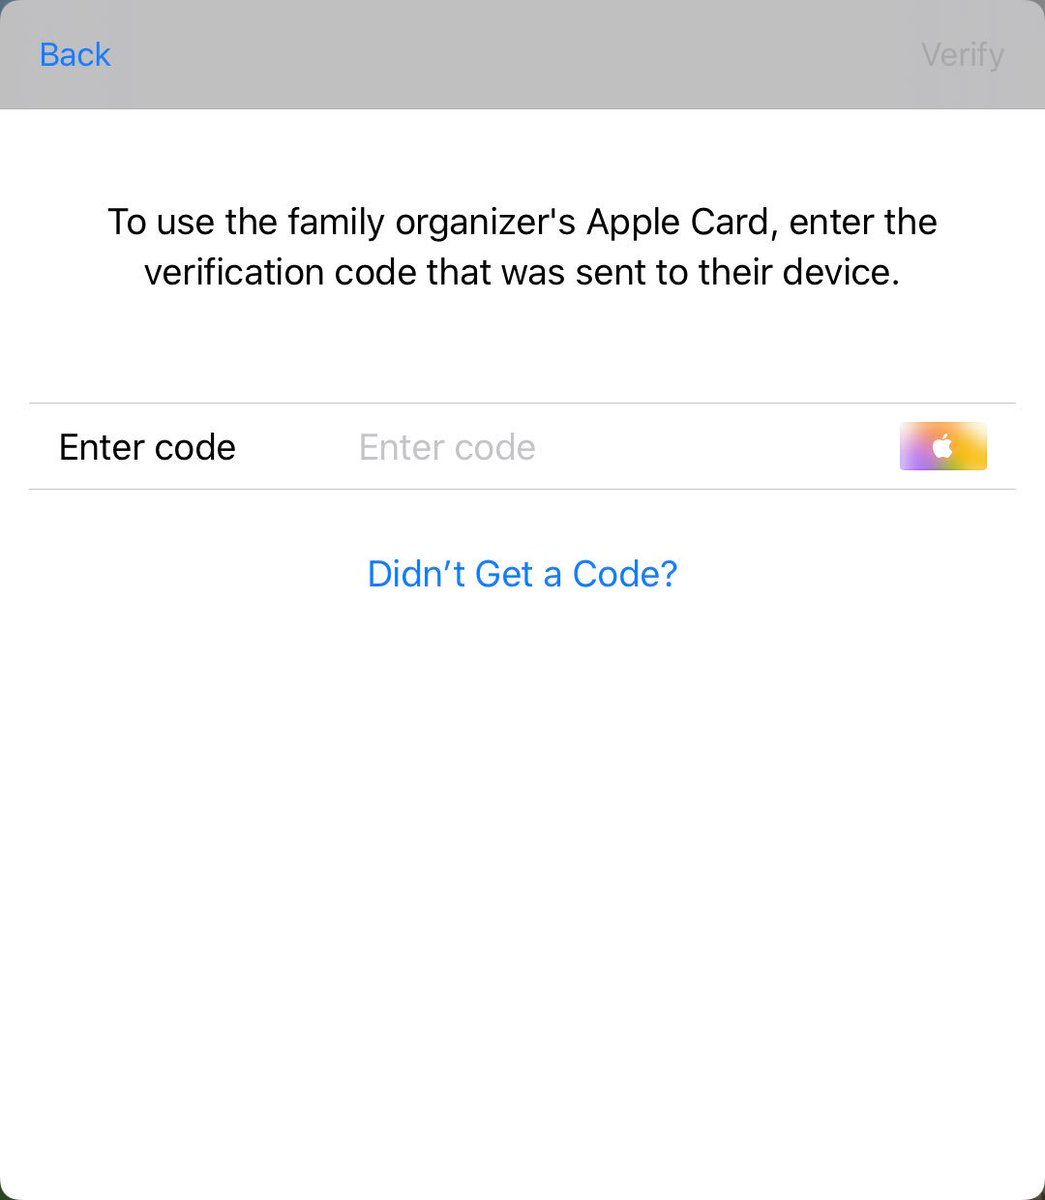 Back
Verify
To use the family organizer's Apple Card, enter the
verification code that was sent to their device.
Enter code
Enter code
Didn’t Get a Code?